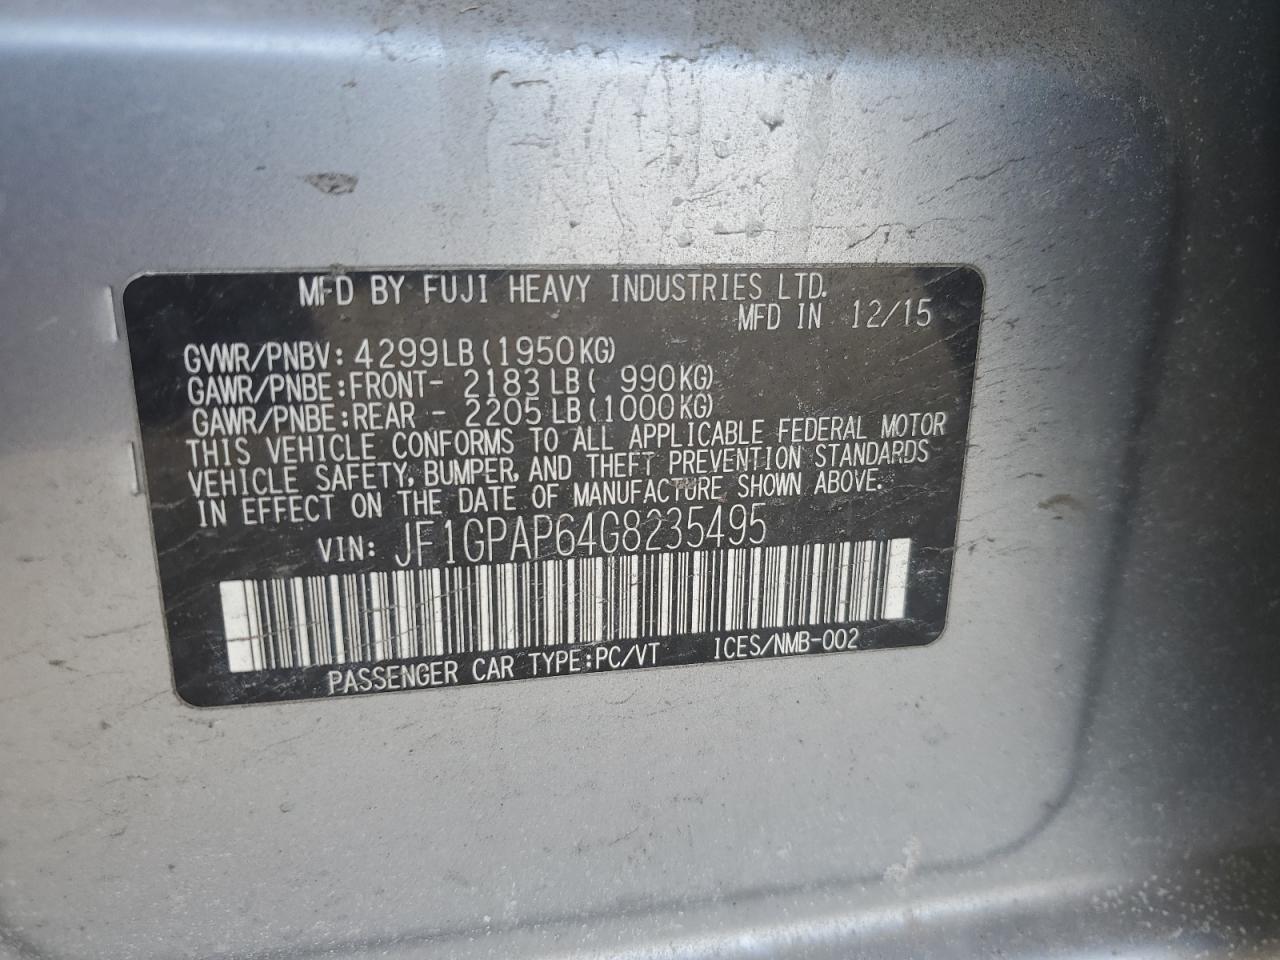 MFD BY FUJI HEAVY INDUSTRIES LTD.
MFD IN 12/15
GVWR/PNBV: 4299LB(1950KG)
GAWR/PNBE:FRONT- 2183LB( 990KG)
GAWR/PNBE:REAR - 2205LB(1000KG)
THIS VEHICLE CONFORMS TO ALL APPLICABLE FEDERAL MOTOR
VEHICLE SAFETY, BUMPER, AND THEFT PREVENTION STANDARDS
IN EFFECT ON THE DATE OF MANUFACTURE SHOWN ABOVE.
VIN: JF1GPAP64G8235495
PASSENGER CAR TYPE:PC/VT ICES/NMB-002